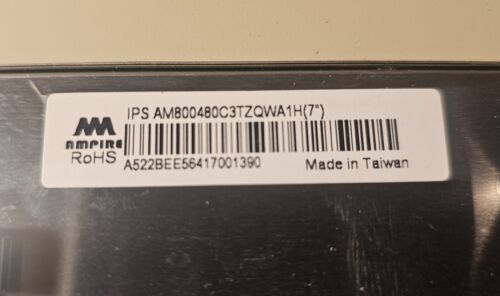 IPS AM800480C3TZQWA1H(7")
AMPIRE
RoHS
A522BEE56417001390
Made in Taiwan